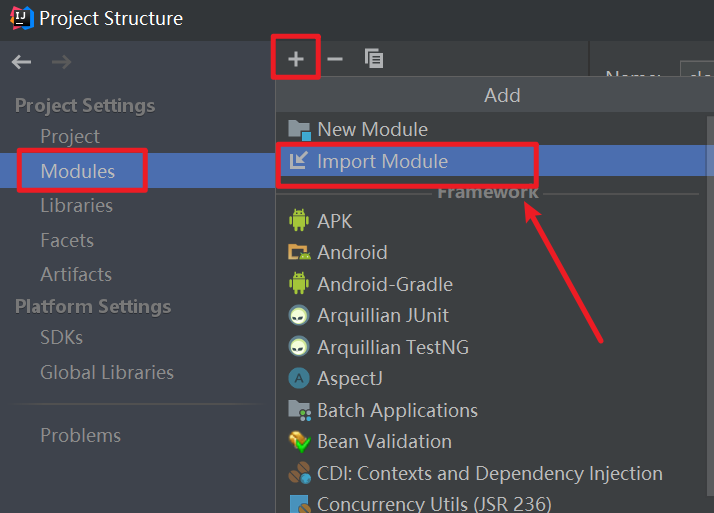 Project Structure
Project Settings
Project
Modules
Libraries
Facets
Artifacts
Platform Settings
SDKs
Global Libraries
Problems
Add
New Module
Import Module
Framework
APK
Android
Android-Gradle
Arquillian JUnit
Arquillian TestNG
AspectJ
Batch Applications
Bean Validation
CDI: Contexts and Dependency Injection
Concurrency Utils (JSR 236)
Name: